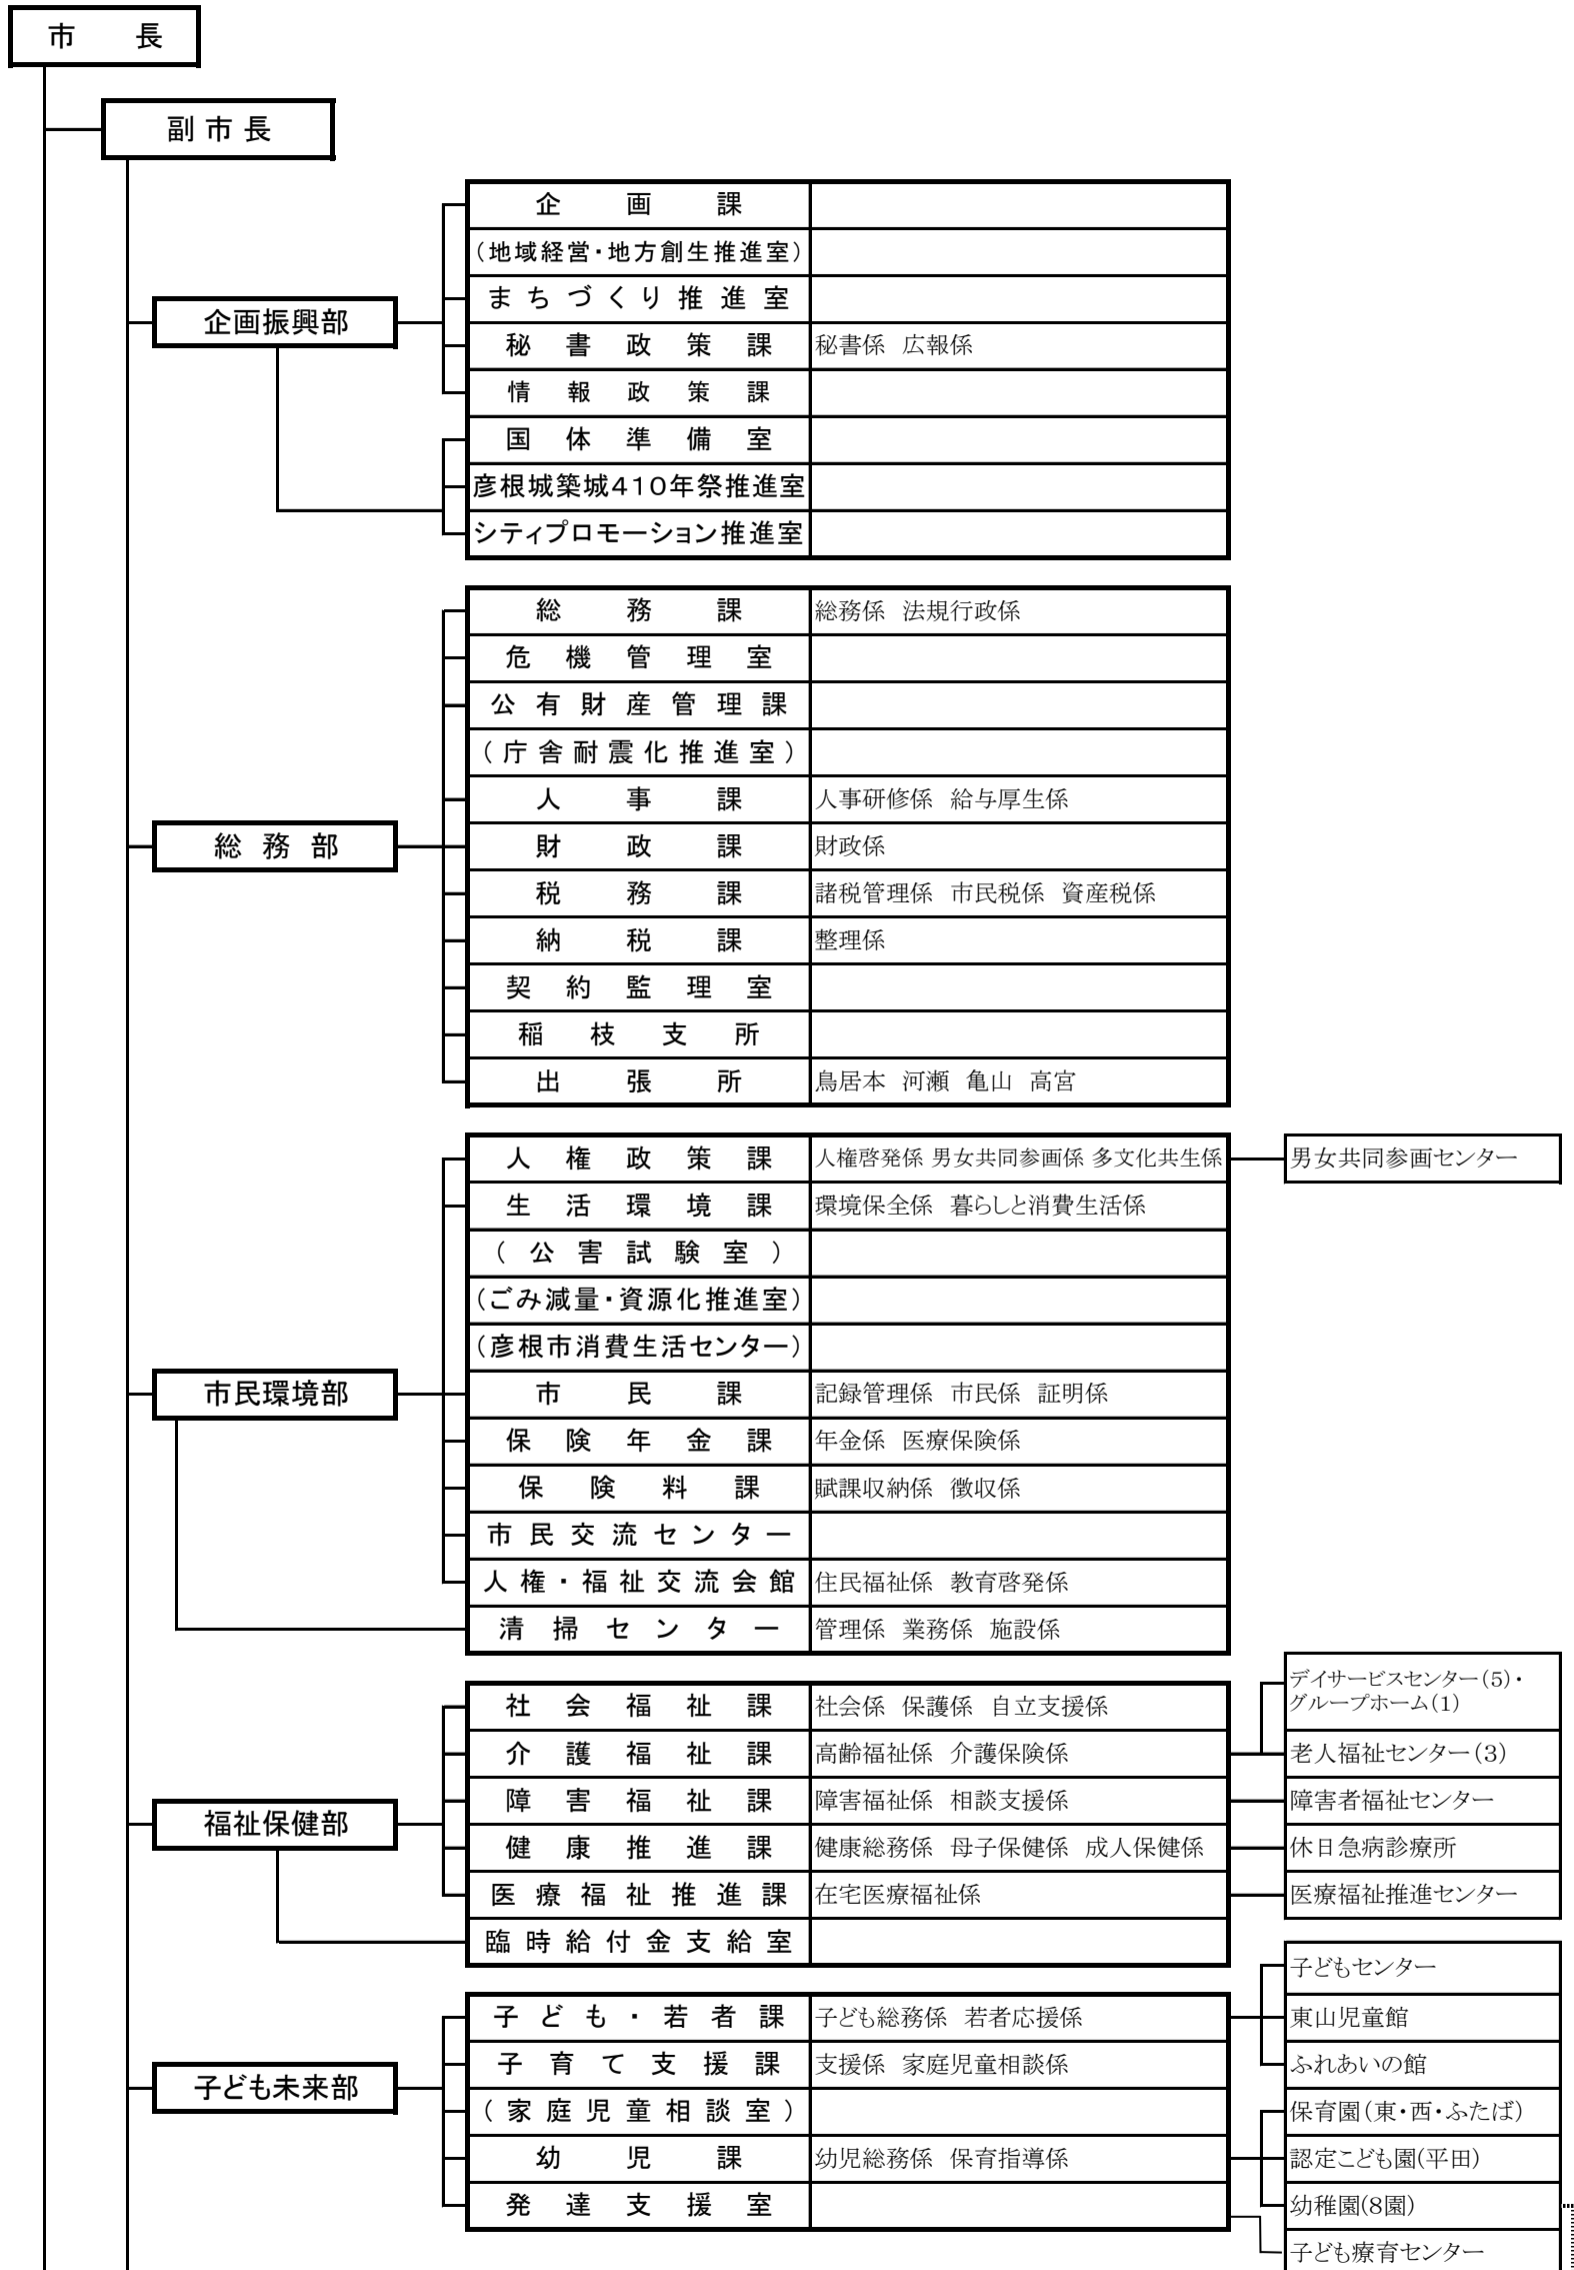 市　長
副市長
企画振興部
企画課
（地域経営・地方創生推進室）
まちづくり推進室
秘書政策課 秘書係 広報係
情報政策課
国体準備室
彦根城築城410年祭推進室
シティプロモーション推進室
総務部
総務課 総務係 法規行政係
危機管理室
公有財産管理課
（庁舎耐震化推進室）
人事課 人事研修係 給与厚生係
財政課 財政係
税務課 諸税管理係 市民税係 資産税係
納税課 整理係
契約監理室
稲枝支所
出張所 鳥居本 河瀬 亀山 高宮
市民環境部
人権政策課 人権啓発係 男女共同参画係 多文化共生係 男女共同参画センター
生活環境課 環境保全係 暮らしと消費生活係
（公害試験室）
（ごみ減量・資源化推進室）
（彦根市消費生活センター）
市民課 記録管理係 市民係 証明係
保険年金課 年金係 医療保険係
保険料課 賦課収納係 徴収係
市民交流センター
人権・福祉交流会館 住民福祉係 教育啓発係
清掃センター 管理係 業務係 施設係
福祉保健部
デイサービスセンター（5）・
グループホーム（1）
社会福祉課 社会係 保護係 自立支援係
介護福祉課 高齢福祉係 介護保険係 老人福祉センター（3）
障害福祉課 障害福祉係 相談支援係 障害者福祉センター
健康推進課 健康総務係 母子保健係 成人保健係 休日急病診療所
医療福祉推進課 在宅医療福祉係 医療福祉推進センター
臨時給付金支給室
子ども未来部
子どもセンター
子ども・若者課 子ども総務係 若者応援係 東山児童館
子育て支援課 支援係 家庭児童相談係 ふれあいの館
（家庭児童相談室） 保育園（東・西・ふたば）
幼児課 幼児総務係 保育指導係 認定こども園(平田)
発達支援室 幼稚園(8園)
子ども療育センター